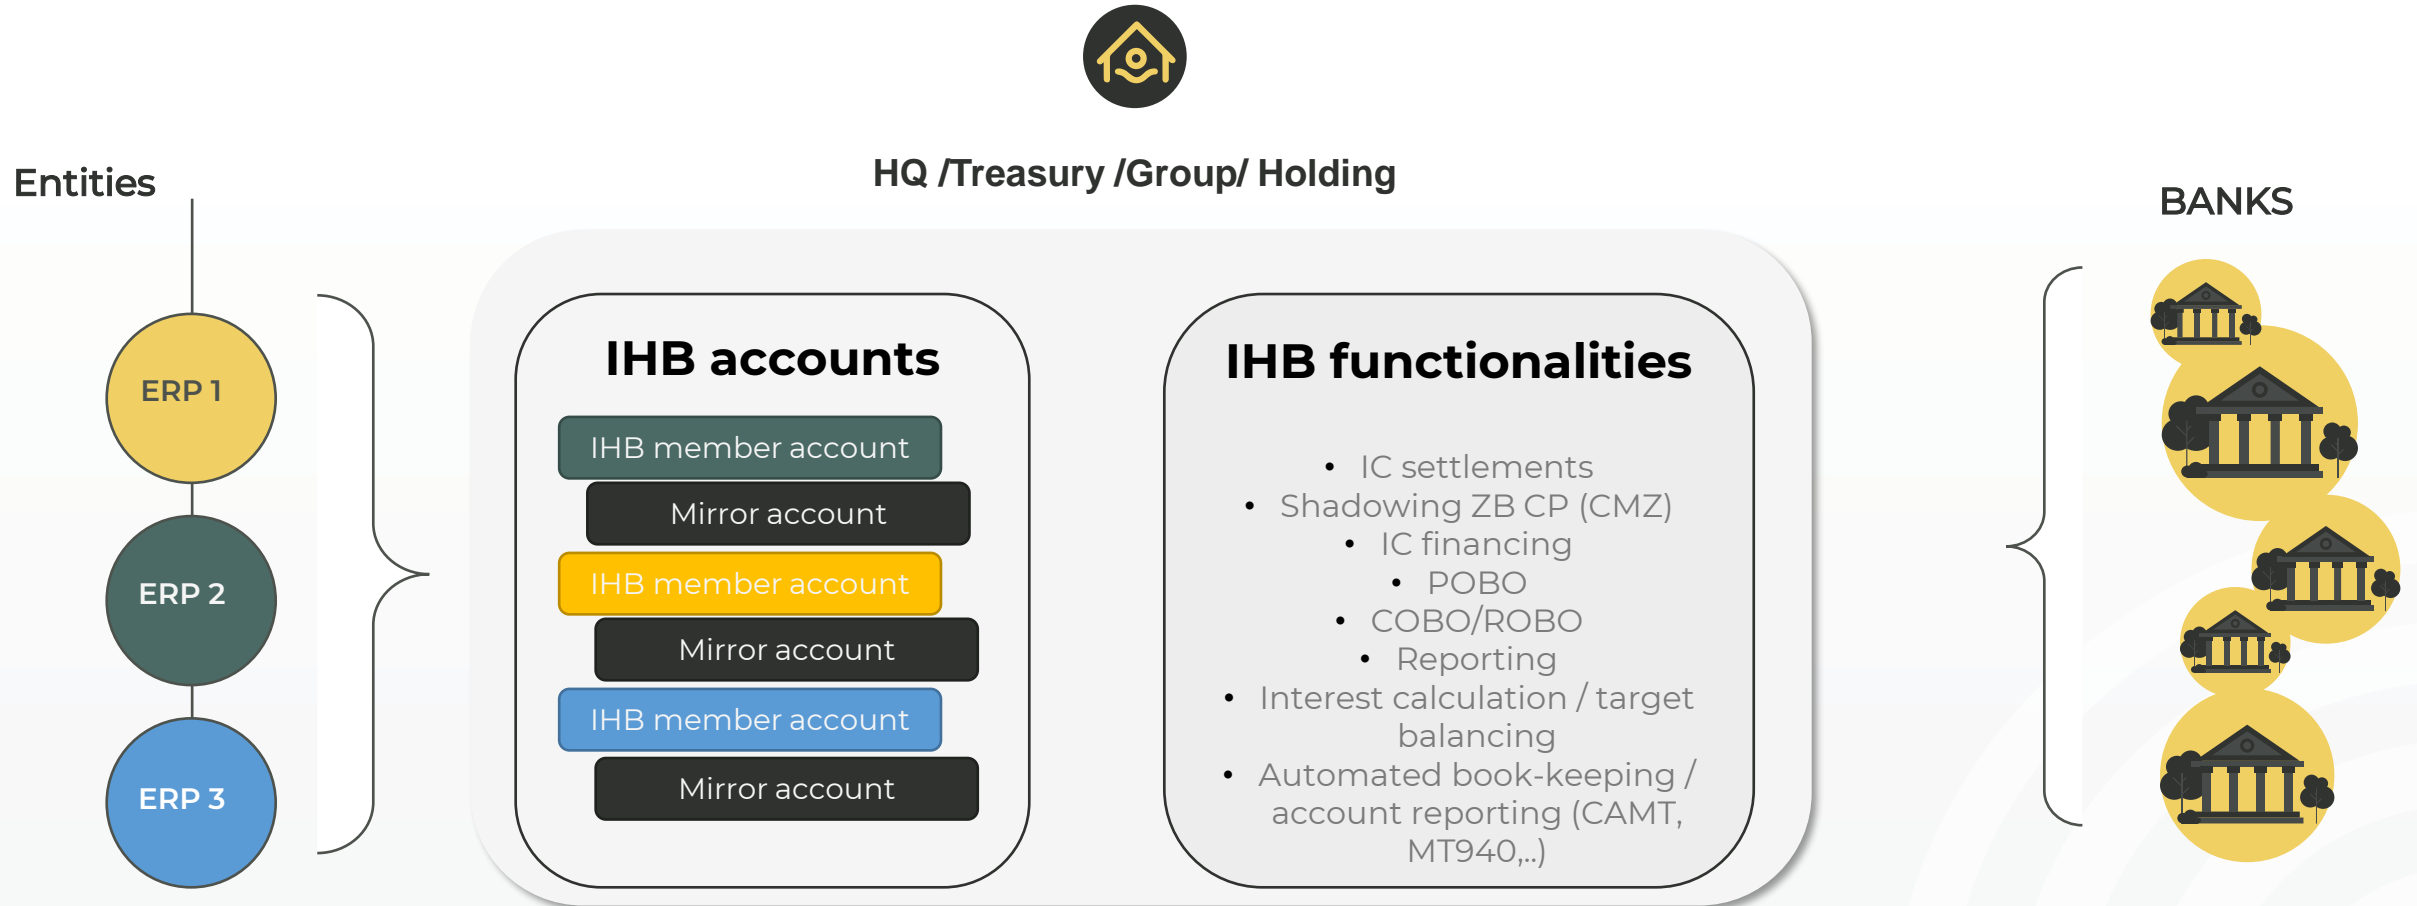 HQ /Treasury /Group/ Holding
Entities
BANKS
ERP 1
ERP 2
ERP 3
IHB accounts
IHB member account
Mirror account
IHB member account
Mirror account
IHB member account
Mirror account
IHB functionalities
• IC settlements
• Shadowing ZB CP (CMZ)
• IC financing
• POBO
• COBO/ROBO
• Reporting
• Interest calculation / target
balancing
• Automated book-keeping /
account reporting (CAMT,
MT940,..)